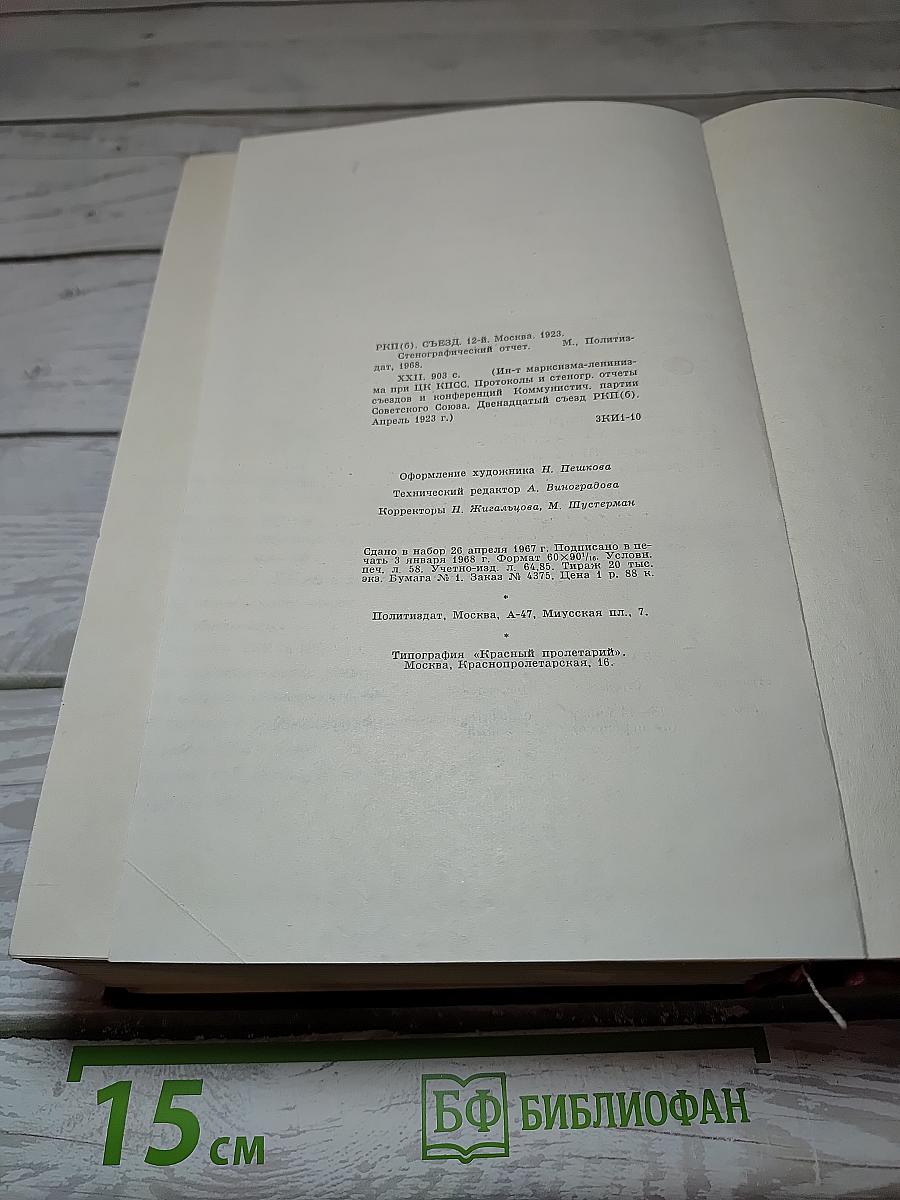 РКП(б). СЪЕЗД. 12-й. Москва. 1923.
Стенографический отчет. М., Политиз-
дат, 1968.
XXII, 903 с. (Ин-т марксизма-лениниз-
ма при ЦК КПСС. Протоколы и стеногр. отчеты
съездов и конференций Коммунистич. партии
Советского Союза. Двенадцатый съезд РКП(б).
Апрель 1923 г.) 3КИ1-10
Оформление художника Н. Пешкова
Технический редактор А. Виноградова
Корректоры Н. Жигальцова, М. Шустерман
Сдано в набор 26 апреля 1967 г. Подписано в пе-
чать 3 января 1968 г. Формат 60×90¹/₁₆. Условн.
печ. л. 58. Учетно-изд. л. 64,85. Тираж 20 тыс.
экз. Бумага № 1. Заказ № 4375. Цена 1 р. 88 к.
*
Политиздат, Москва, А-47, Миусская пл., 7.
*
Типография «Красный пролетарий».
Москва, Краснопролетарская, 16.
15 см
БФ БИБЛИОФАН